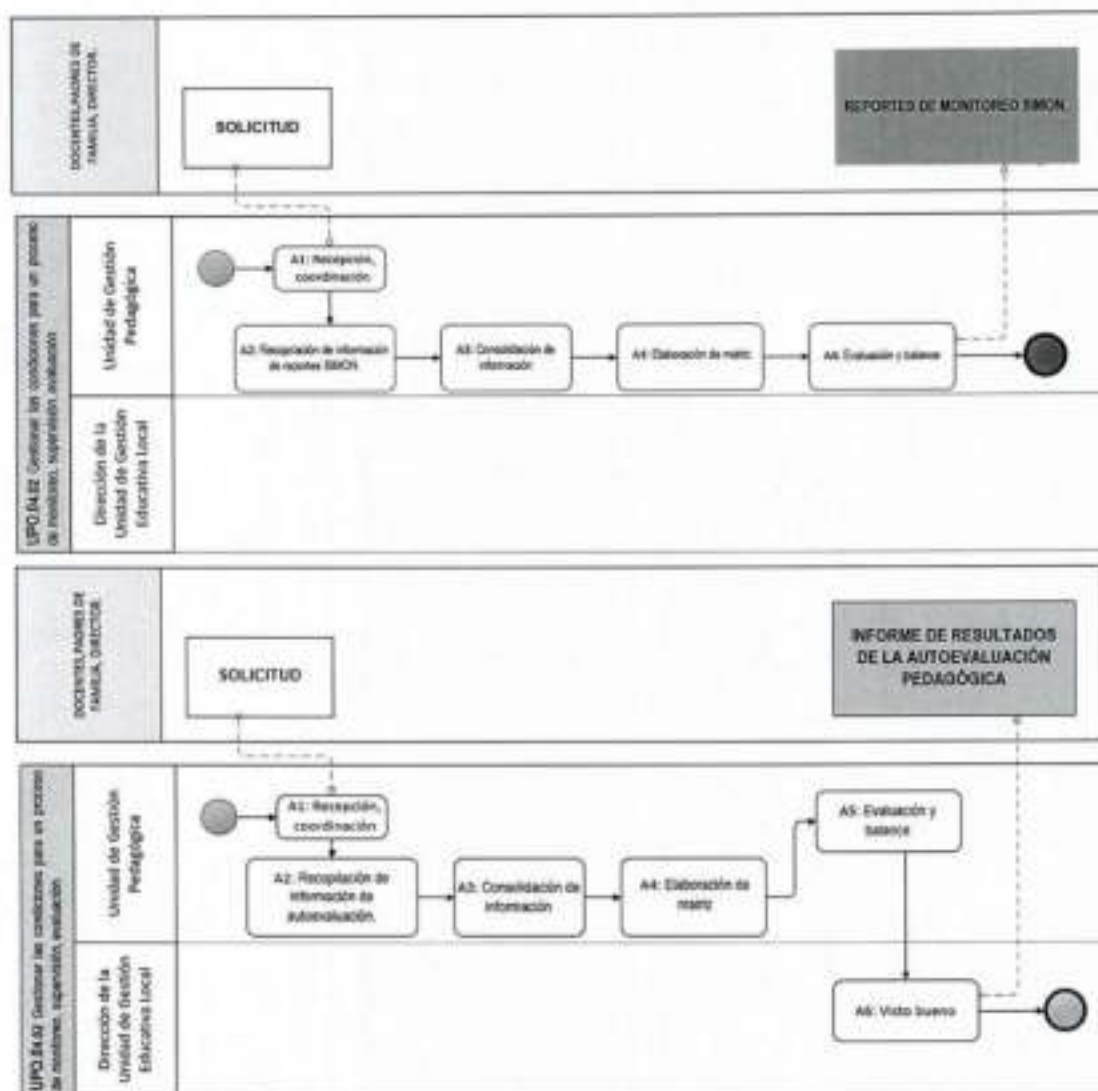 DOCENTES,PADRES DE
FAMILIA, DIRECTOR.
SOLICITUD
REPORTES DE MONITOREO SIMON.
UPO.04.02 Gestionar las condiciones para un proceso
de monitoreo, supervisión, evaluación
Unidad de Gestión
Pedagógica
A1: Recepción,
coordinación
A2: Recopilación de información
de reportes SIMON.
A3: Consolidación de
información
A4: Elaboración de matriz
A4: Evaluación y balance
Dirección de la
Unidad de Gestión
Educativa Local
DOCENTES,PADRES DE
FAMILIA, DIRECTOR.
SOLICITUD
INFORME DE RESULTADOS
DE LA AUTOEVALUACIÓN
PEDAGÓGICA
UPO.04.02 Gestionar las condiciones para un proceso
de monitoreo, supervisión, evaluación.
Unidad de Gestión
Pedagógica
A1: Recepción,
coordinación
A2: Recopilación de
información de
autoevaluación.
A3: Consolidación de
información
A4: Elaboración de
matriz
A5: Evaluación y
balance
Dirección de la
Unidad de Gestión
Educativa Local
A6: Visto bueno